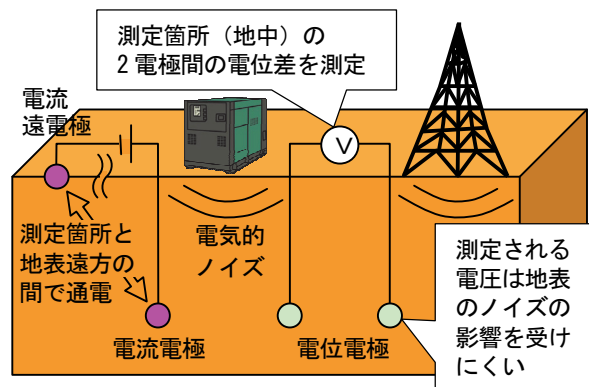 測定箇所（地中）の
2電極間の電位差を測定
電流
遠電極
V
測定箇所と
地表遠方の
間で通電
電気的
ノイズ
測定される
電圧は地表
のノイズの
影響を受け
にくい
電流電極
電位電極